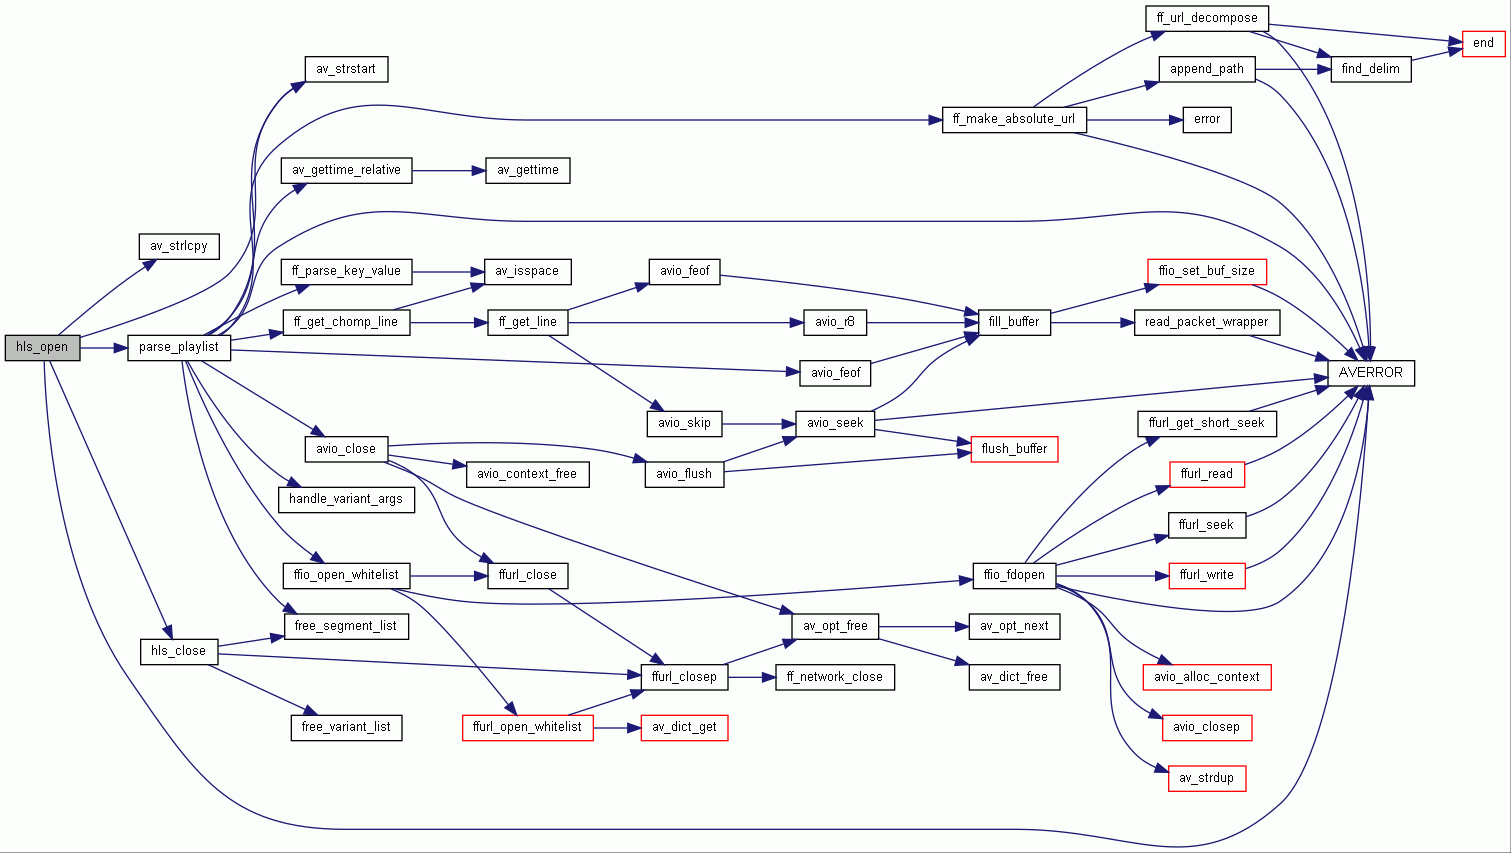 ff_url_decompose
end
av_strstart
append_path
find_delim
ff_make_absolute_url
error
av_gettime_relative
av_gettime
av_strlcpy
ff_parse_key_value
av_isspace
avio_feof
ffio_set_buf_size
ff_get_chomp_line
ff_get_line
avio_r8
fill_buffer
read_packet_wrapper
hls_open
parse_playlist
avio_feof
AVERROR
avio_skip
avio_seek
ffurl_get_short_seek
avio_close
flush_buffer
avio_context_free
avio_flush
ffurl_read
handle_variant_args
ffurl_seek
ffio_open_whitelist
ffurl_close
ffio_fdopen
ffurl_write
free_segment_list
av_opt_free
av_opt_next
hls_close
ffurl_closep
ff_network_close
av_dict_free
avio_alloc_context
free_variant_list
ffurl_open_whitelist
av_dict_get
avio_closep
av_strdup